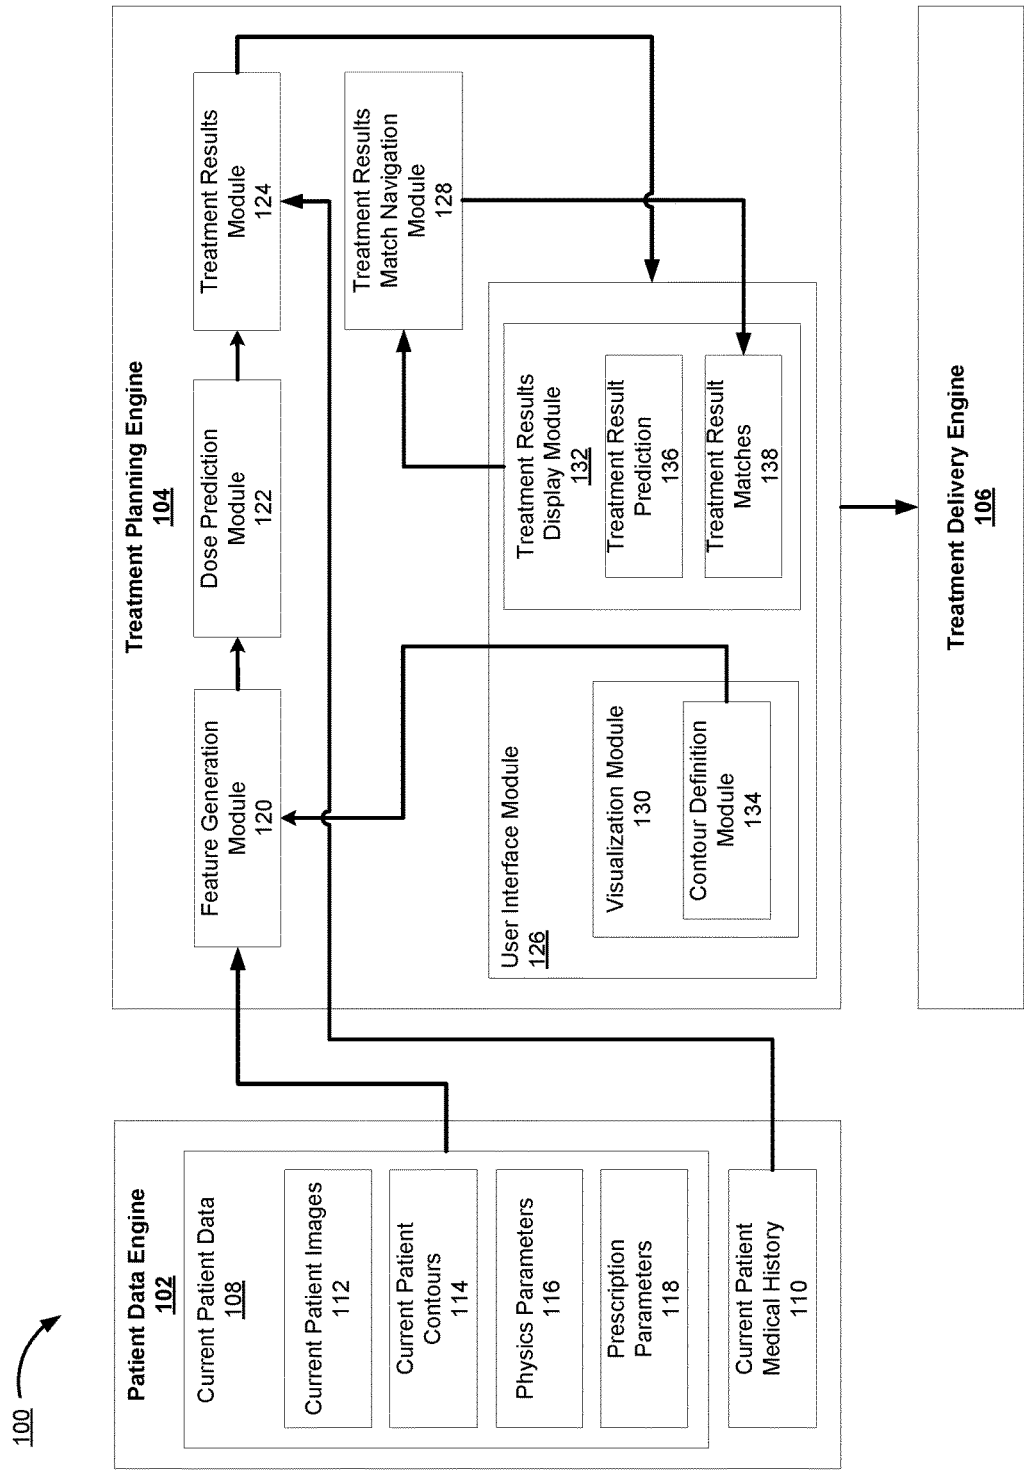 100
Patient Data Engine
102
Current Patient Data
108
Current Patient Images
112
Current Patient
Contours
114
Physics Parameters
116
Prescription
Parameters
118
Current Patient
Medical History
110
Treatment Planning Engine
104
Feature Generation
Module
120
Dose Prediction
Module
122
Treatment Results
Module
124
Treatment Results
Match Navigation
Module
128
User Interface Module
126
Visualization Module
130
Contour Definition
Module
134
Treatment Results
Display Module
132
Treatment Result
Prediction
136
Treatment Result
Matches
138
Treatment Delivery Engine
106